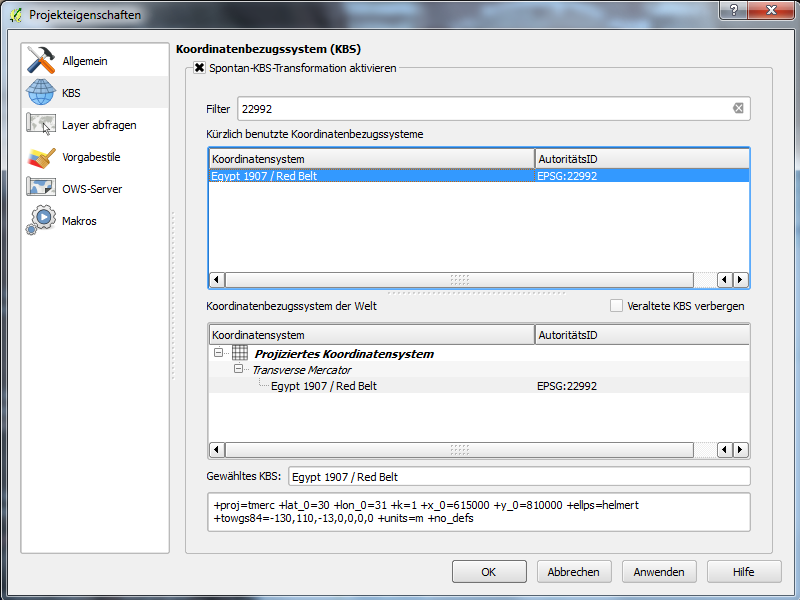 Projekteigenschaften
Allgemein
KBS
Layer abfragen
Vorgabestile
OWS-Server
Makros
Koordinatenbezugssystem (KBS)
Spontan-KBS-Transformation aktivieren
Filter 22992
Kürzlich benutzte Koordinatenbezugssysteme
Koordinatensystem AutoritätsID
Egypt 1907 / Red Belt EPSG:22992
Koordinatenbezugssystem der Welt Veraltete KBS verbergen
Koordinatensystem AutoritätsID
Projiziertes Koordinatensystem
Transverse Mercator
Egypt 1907 / Red Belt EPSG:22992
Gewähltes KBS: Egypt 1907 / Red Belt
+proj=tmerc +lat_0=30 +lon_0=31 +k=1 +x_0=615000 +y_0=810000 +ellps=helmert
+towgs84=-130,110,-13,0,0,0,0 +units=m +no_defs
OK Abbrechen Anwenden Hilfe